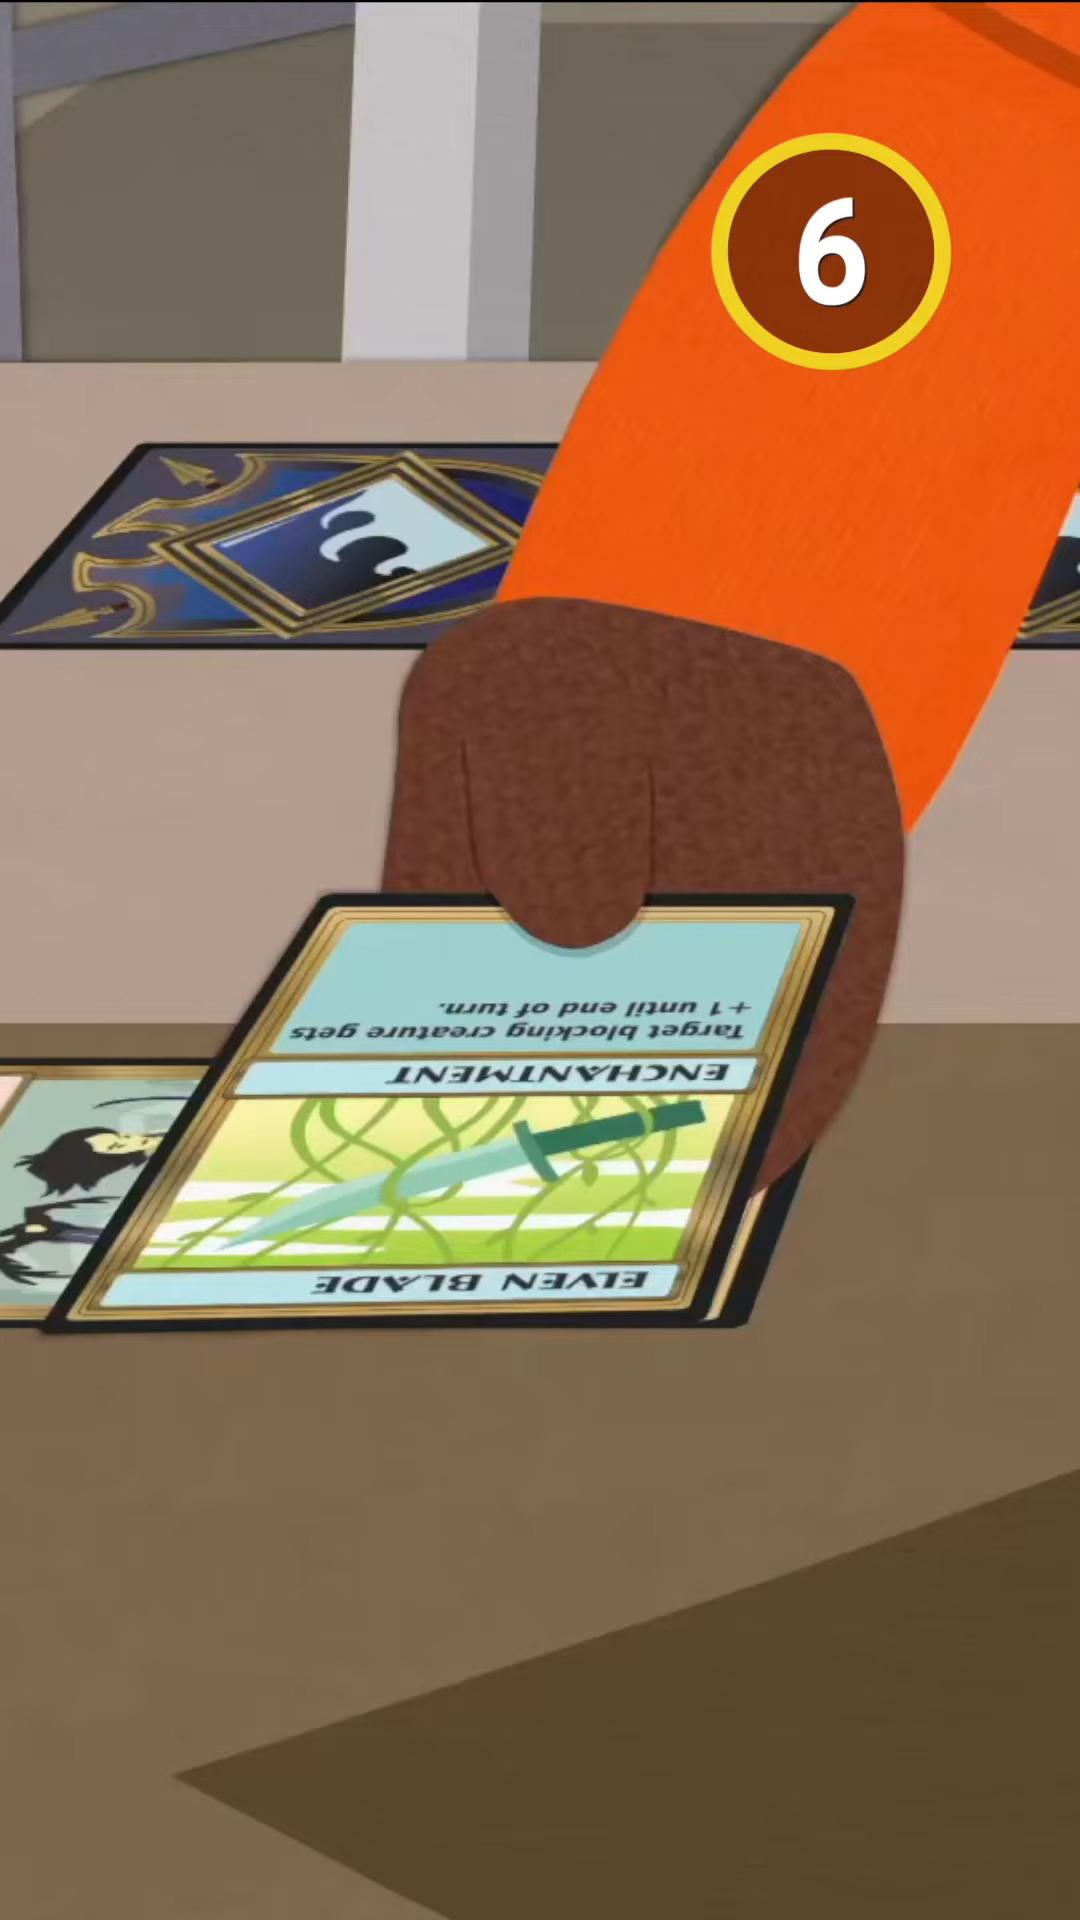 6
ELVEN BLADE
ENCHANTMENT
Target blocking creature gets
+1 until end of turn.